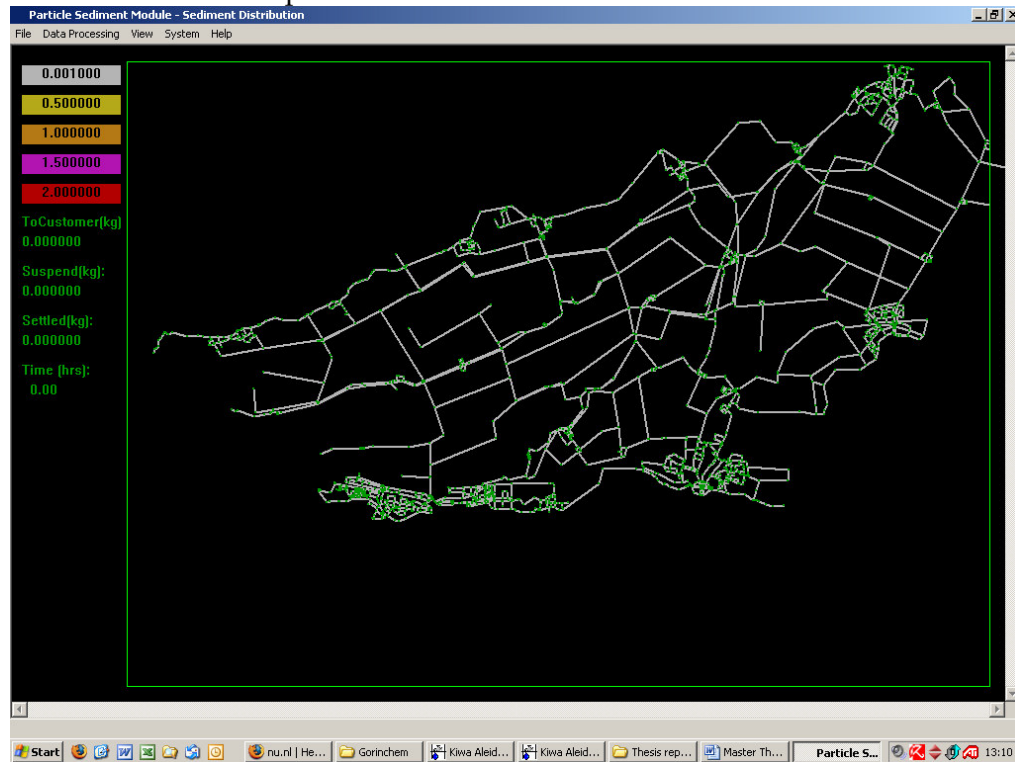 Particle Sediment Module - Sediment Distribution
File Data Processing View System Help
0.001000
0.500000
1.000000
1.500000
2.000000
ToCustomer(kg)
0.000000
Suspend(kg):
0.000000
Settled(kg):
0.000000
Time (hrs):
0.00
Start nu.nl | He... Gorinchem Kiwa Aleid... Kiwa Aleid... Thesis rep... Master Th... Particle S... 13:10